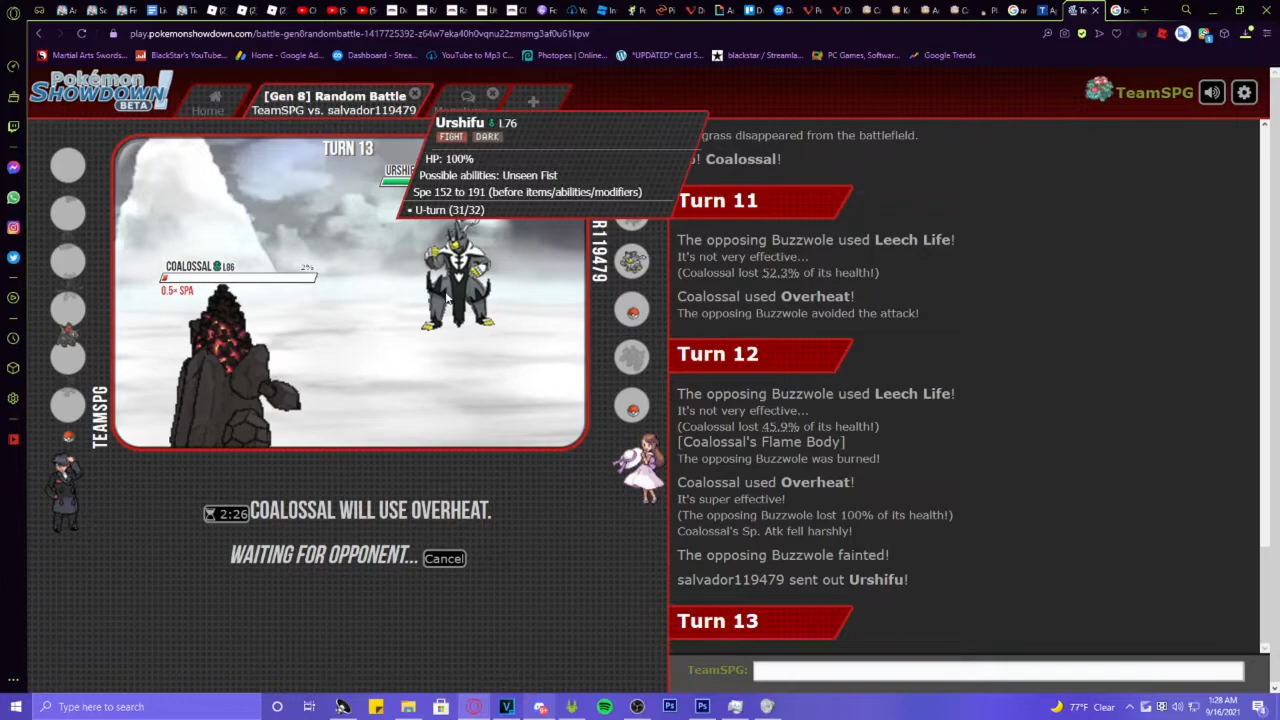 play.pokemonshowdown.com/battle-gen8randombattle-1417725392-z64w7eka40h0vqnu22zmsmg3af0u61kpw
Martial Arts Swords...
BlackStar's YouTube...
Home - Google Ad...
Dashboard - Strea...
YouTube to Mp3 C...
Photopea | Online...
*UPDATED* Card S...
blackstar / Streamla...
PC Games, Softwar...
Google Trends
Pokémon
SHOWDOWN!
BETA
Home
[Gen 8] Random Battle
TeamSPG vs. salvador119479
TeamSPG
Urshifu L76
FIGHT DARK
HP: 100%
Possible abilities: Unseen Fist
Spe 152 to 191 (before items/abilities/modifiers)
• U-turn (31/32)
TURN 13
COALOSSAL L86
2%
0.5× SPA
TEAMSPG
R119479
2:26
COALOSSAL WILL USE OVERHEAT.
WAITING FOR OPPONENT... Cancel
grass disappeared from the battlefield.
Coalossal!
Turn 11
The opposing Buzzwole used Leech Life!
It's not very effective...
(Coalossal lost 52.3% of its health!)
Coalossal used Overheat!
The opposing Buzzwole avoided the attack!
Turn 12
The opposing Buzzwole used Leech Life!
It's not very effective...
(Coalossal lost 45.9% of its health!)
[Coalossal's Flame Body]
The opposing Buzzwole was burned!
Coalossal used Overheat!
It's super effective!
(The opposing Buzzwole lost 100% of its health!)
Coalossal's Sp. Atk fell harshly!
The opposing Buzzwole fainted!
salvador119479 sent out Urshifu!
Turn 13
TeamSPG:
Type here to search
77°F Clear
1:28 AM
9/16/2021